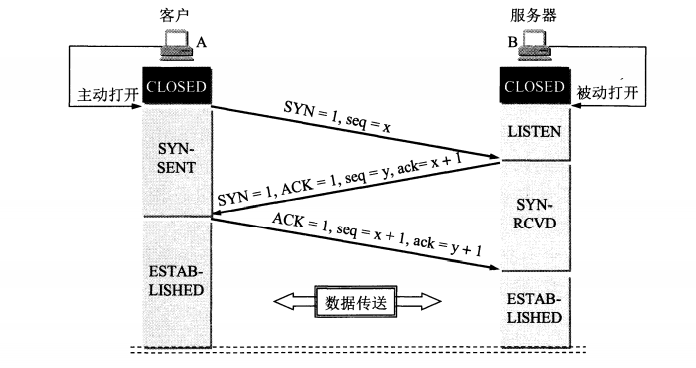 客户
服务器
A
B
主动打开
CLOSED
CLOSED
被动打开
SYN = 1, seq = x
LISTEN
SYN-
SENT
SYN = 1, ACK = 1, seq = y, ack= x + 1
SYN-
RCVD
ACK = 1, seq = x + 1, ack = y + 1
ESTAB-
LISHED
数据传送
ESTAB-
LISHED